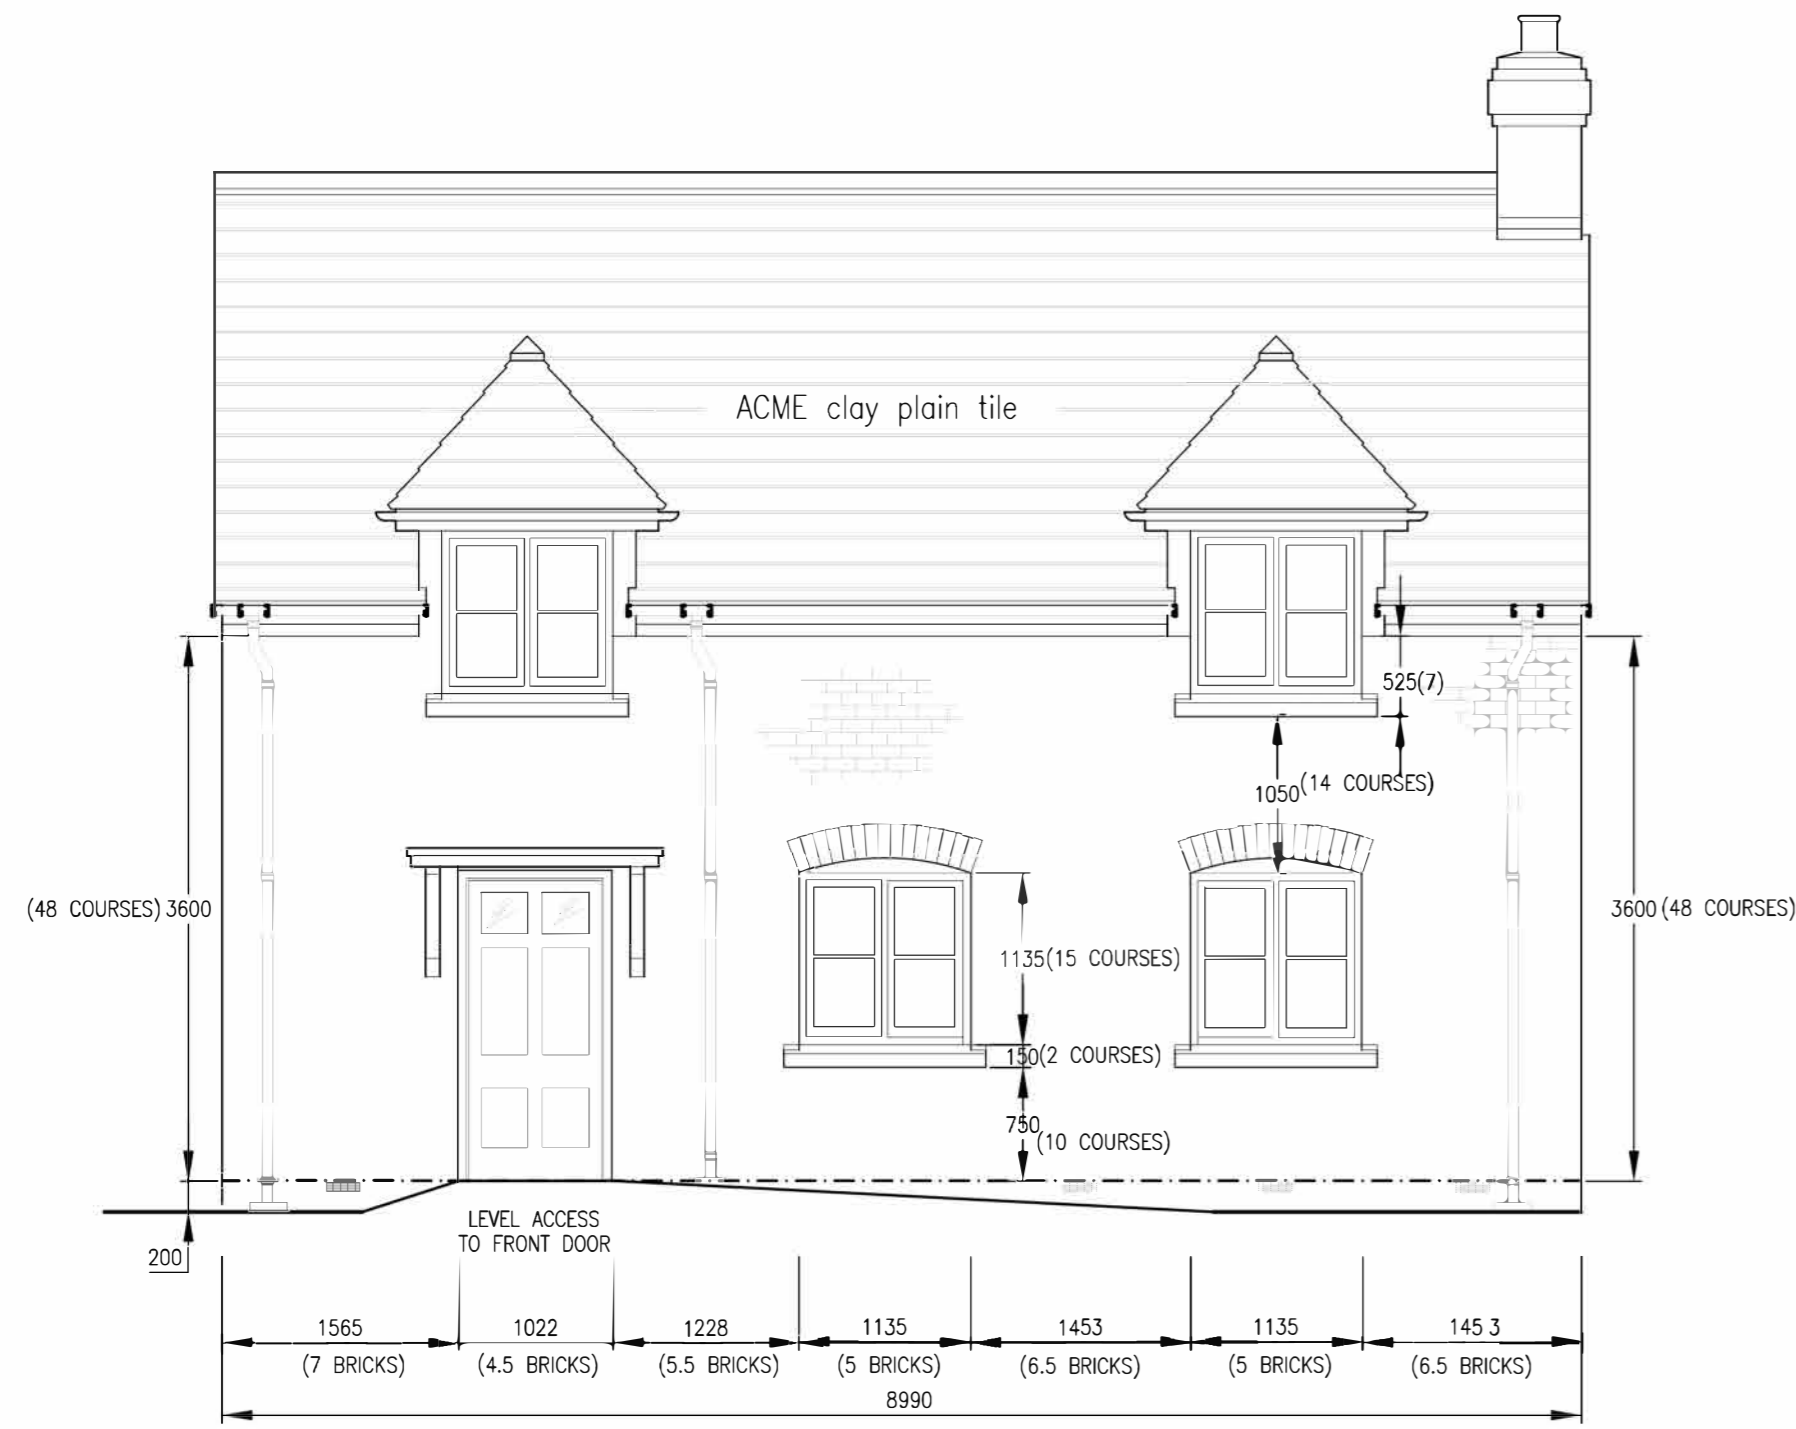 ACME clay plain tile
525(7)
1050(14 COURSES)
(48 COURSES) 3600
3600 (48 COURSES)
1135(15 COURSES)
150(2 COURSES)
750
(10 COURSES)
LEVEL ACCESS
TO FRONT DOOR
200
1565 1022 1228 1135 1453 1135 145 3
(7 BRICKS) (4.5 BRICKS) (5.5 BRICKS) (5 BRICKS) (6.5 BRICKS) (5 BRICKS) (6.5 BRICKS)
8990